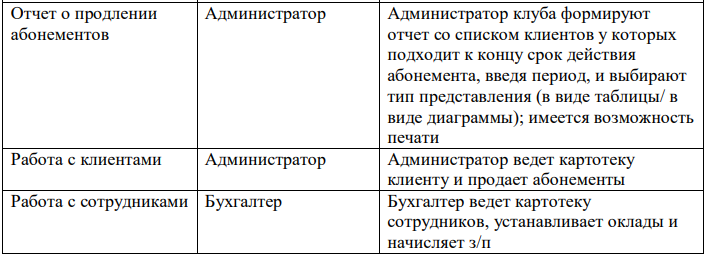 Отчет о продлении
абонементов
Администратор
Администратор клуба формируют
отчет со списком клиентов у которых
подходит к концу срок действия
абонемента, введя период, и выбирают
тип представления (в виде таблицы/ в
виде диаграммы); имеется возможность
печати
Работа с клиентами
Администратор
Администратор ведет картотеку
клиенту и продает абонементы
Работа с сотрудниками
Бухгалтер
Бухгалтер ведет картотеку
сотрудников, устанавливает оклады и
начисляет з/п